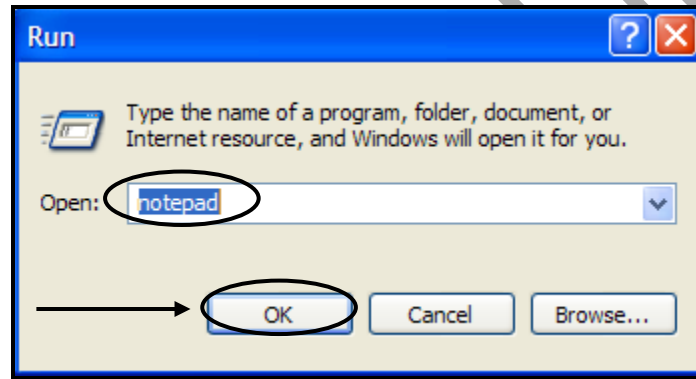 Run
Type the name of a program, folder, document, or
Internet resource, and Windows will open it for you.
Open: notepad
OK Cancel Browse...